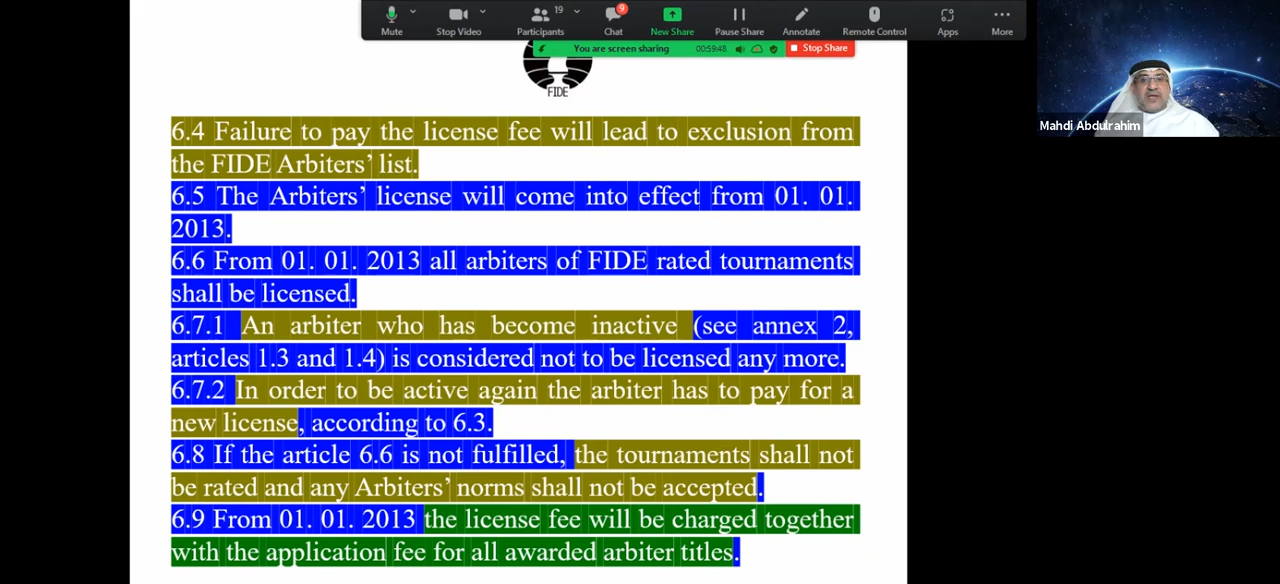 19
9
Mute
Stop Video
Participants
Chat
New Share
Pause Share
Annotate
Remote Control
Apps
More
You are screen sharing
00:59:48
Stop Share
FIDE
Mahdi Abdulrahim
6.4 Failure to pay the license fee will lead to exclusion from
the FIDE Arbiters’ list.
6.5 The Arbiters’ license will come into effect from 01. 01.
2013.
6.6 From 01. 01. 2013 all arbiters of FIDE rated tournaments
shall be licensed.
6.7.1 An arbiter who has become inactive (see annex 2,
articles 1.3 and 1.4) is considered not to be licensed any more.
6.7.2 In order to be active again the arbiter has to pay for a
new license, according to 6.3.
6.8 If the article 6.6 is not fulfilled, the tournaments shall not
be rated and any Arbiters’ norms shall not be accepted.
6.9 From 01. 01. 2013 the license fee will be charged together
with the application fee for all awarded arbiter titles.